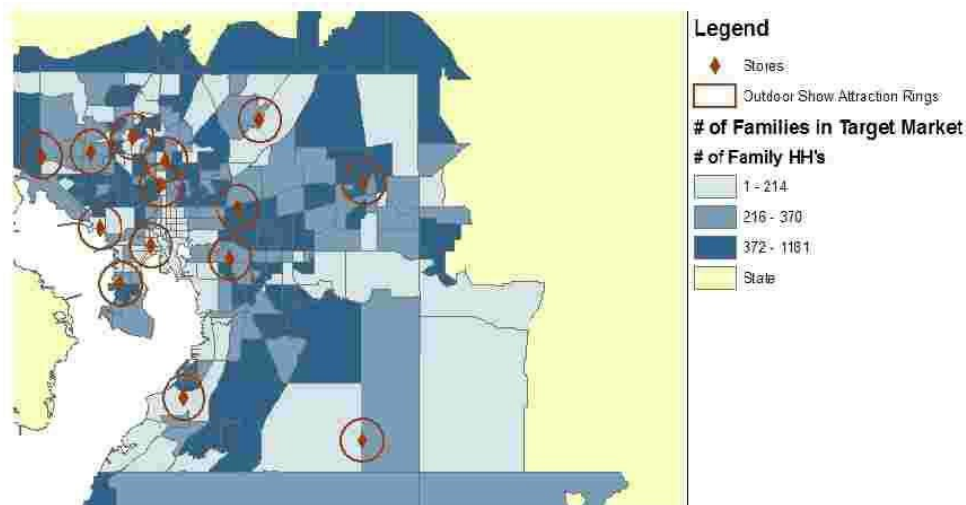 Legend
Stores
Outdoor Show Attraction Rings
# of Families in Target Market
# of Family HH's
1 - 214
216 - 370
372 - 1181
State